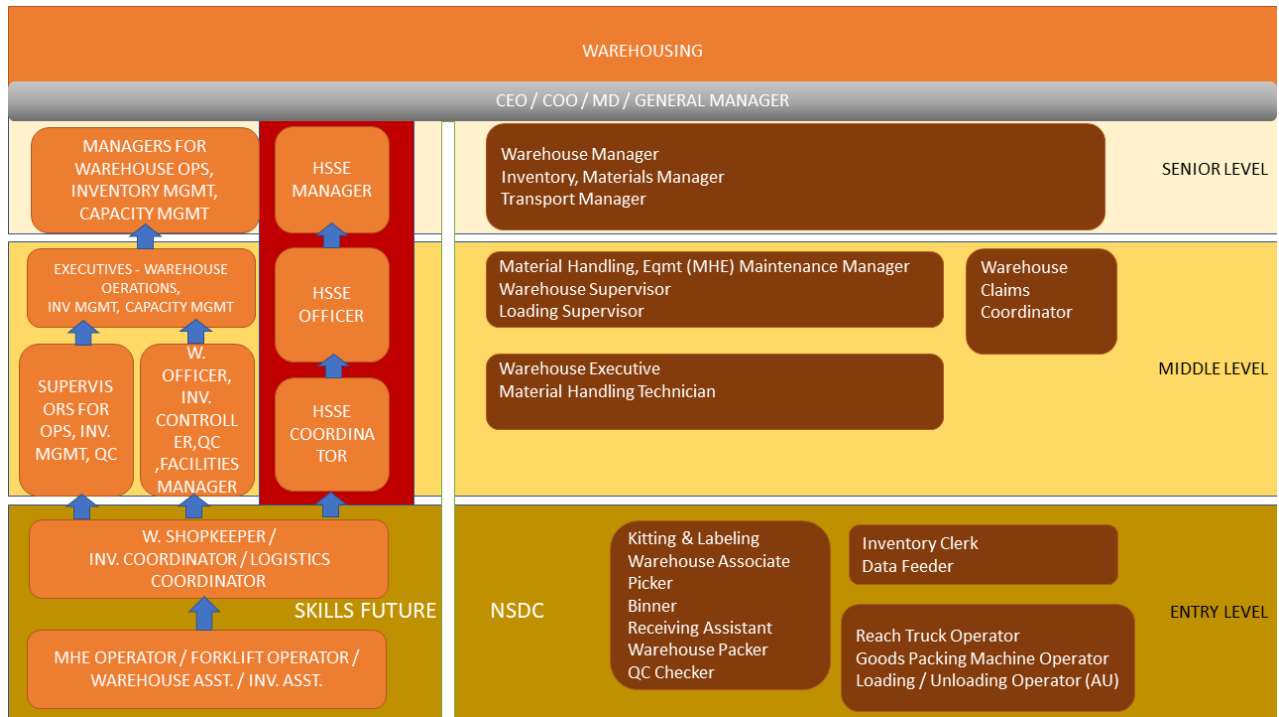 WAREHOUSING
CEO / COO / MD / GENERAL MANAGER
MANAGERS FOR
WAREHOUSE OPS,
INVENTORY MGMT,
CAPACITY MGMT
HSSE
MANAGER
Warehouse Manager
Inventory, Materials Manager
Transport Manager
SENIOR LEVEL
EXECUTIVES - WAREHOUSE
OERATIONS,
INV MGMT, CAPACITY MGMT
HSSE
OFFICER
Material Handling, Eqmt (MHE) Maintenance Manager
Warehouse Supervisor
Loading Supervisor
Warehouse
Claims
Coordinator
SUPERVIS
ORS FOR
OPS, INV.
MGMT, QC
W.
OFFICER,
INV.
CONTROLL
ER,QC
,FACILITIES
MANAGER
HSSE
COORDINA
TOR
Warehouse Executive
Material Handling Technician
MIDDLE LEVEL
W. SHOPKEEPER /
INV. COORDINATOR / LOGISTICS
COORDINATOR
SKILLS FUTURE
NSDC
Kitting & Labeling
Warehouse Associate
Picker
Binner
Receiving Assistant
Warehouse Packer
QC Checker
Inventory Clerk
Data Feeder
ENTRY LEVEL
MHE OPERATOR / FORKLIFT OPERATOR /
WAREHOUSE ASST. / INV. ASST.
Reach Truck Operator
Goods Packing Machine Operator
Loading / Unloading Operator (AU)